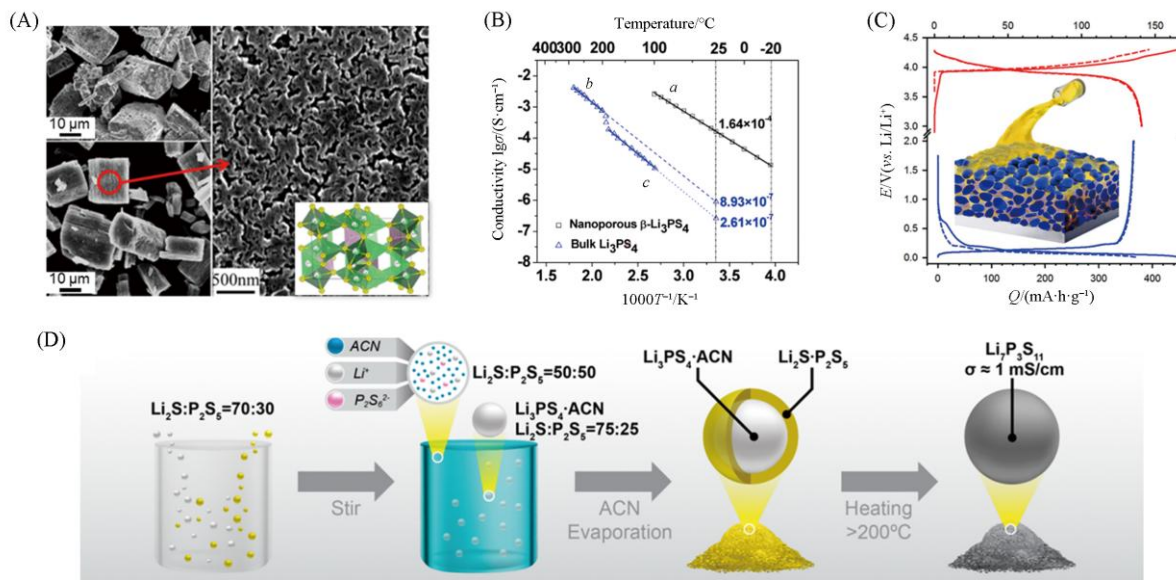 (A)
10 μm
10 μm
500nm
(B)
Temperature/°C
400 300 200 100 25 0 -20
Conductivity lgσ/(S·cm⁻¹)
-2
-3
-4
-5
-6
-7
-8
b
a
c
1.64×10⁻⁴
8.93×10⁻⁷
2.61×10⁻⁷
Nanoporous β-Li₃PS₄
Bulk Li₃PS₄
1.5 2.0 2.5 3.0 3.5 4.0
1000T⁻¹/K⁻¹
(C)
0 50 100 150
E/V(vs. Li/Li⁺)
4.5
4.0
3.5
3.0
2.0
1.5
1.0
0.5
0.0
0 100 200 300 400
Q/(mA·h·g⁻¹)
(D)
Li₂S:P₂S₅=70:30
Stir
ACN
Li⁺
P₂S₆²⁻
Li₂S:P₂S₅=50:50
Li₃PS₄·ACN
Li₂S:P₂S₅=75:25
ACN
Evaporation
Li₃PS₄·ACN
Li₂S·P₂S₅
Heating
>200ºC
Li₇P₃S₁₁
σ ≈ 1 mS/cm